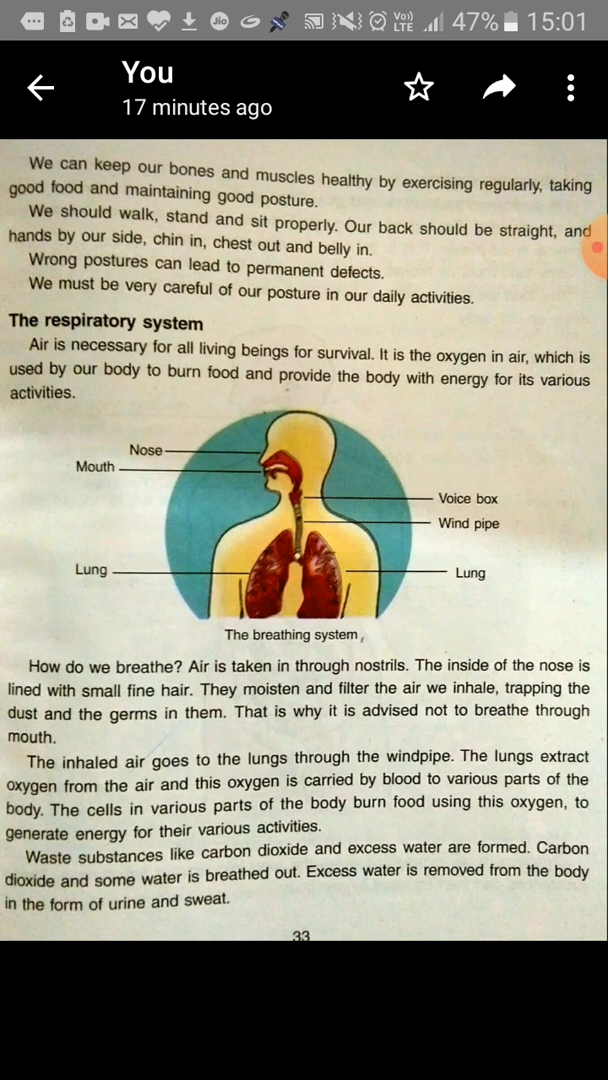 Jio
Vo)
LTE
47%
15:01
You
17 minutes ago
We can keep our bones and muscles healthy by exercising regularly, taking
good food and maintaining good posture.
We should walk, stand and sit properly. Our back should be straight, and
hands by our side, chin in, chest out and belly in.
Wrong postures can lead to permanent defects.
We must be very careful of our posture in our daily activities.
The respiratory system
Air is necessary for all living beings for survival. It is the oxygen in air, which is
used by our body to burn food and provide the body with energy for its various
activities.
Nose
Mouth
Voice box
Wind pipe
Lung
Lung
The breathing system
How do we breathe? Air is taken in through nostrils. The inside of the nose is
lined with small fine hair. They moisten and filter the air we inhale, trapping the
dust and the germs in them. That is why it is advised not to breathe through
mouth.
The inhaled air goes to the lungs through the windpipe. The lungs extract
oxygen from the air and this oxygen is carried by blood to various parts of the
body. The cells in various parts of the body burn food using this oxygen, to
generate energy for their various activities.
Waste substances like carbon dioxide and excess water are formed. Carbon
dioxide and some water is breathed out. Excess water is removed from the body
in the form of urine and sweat.
33